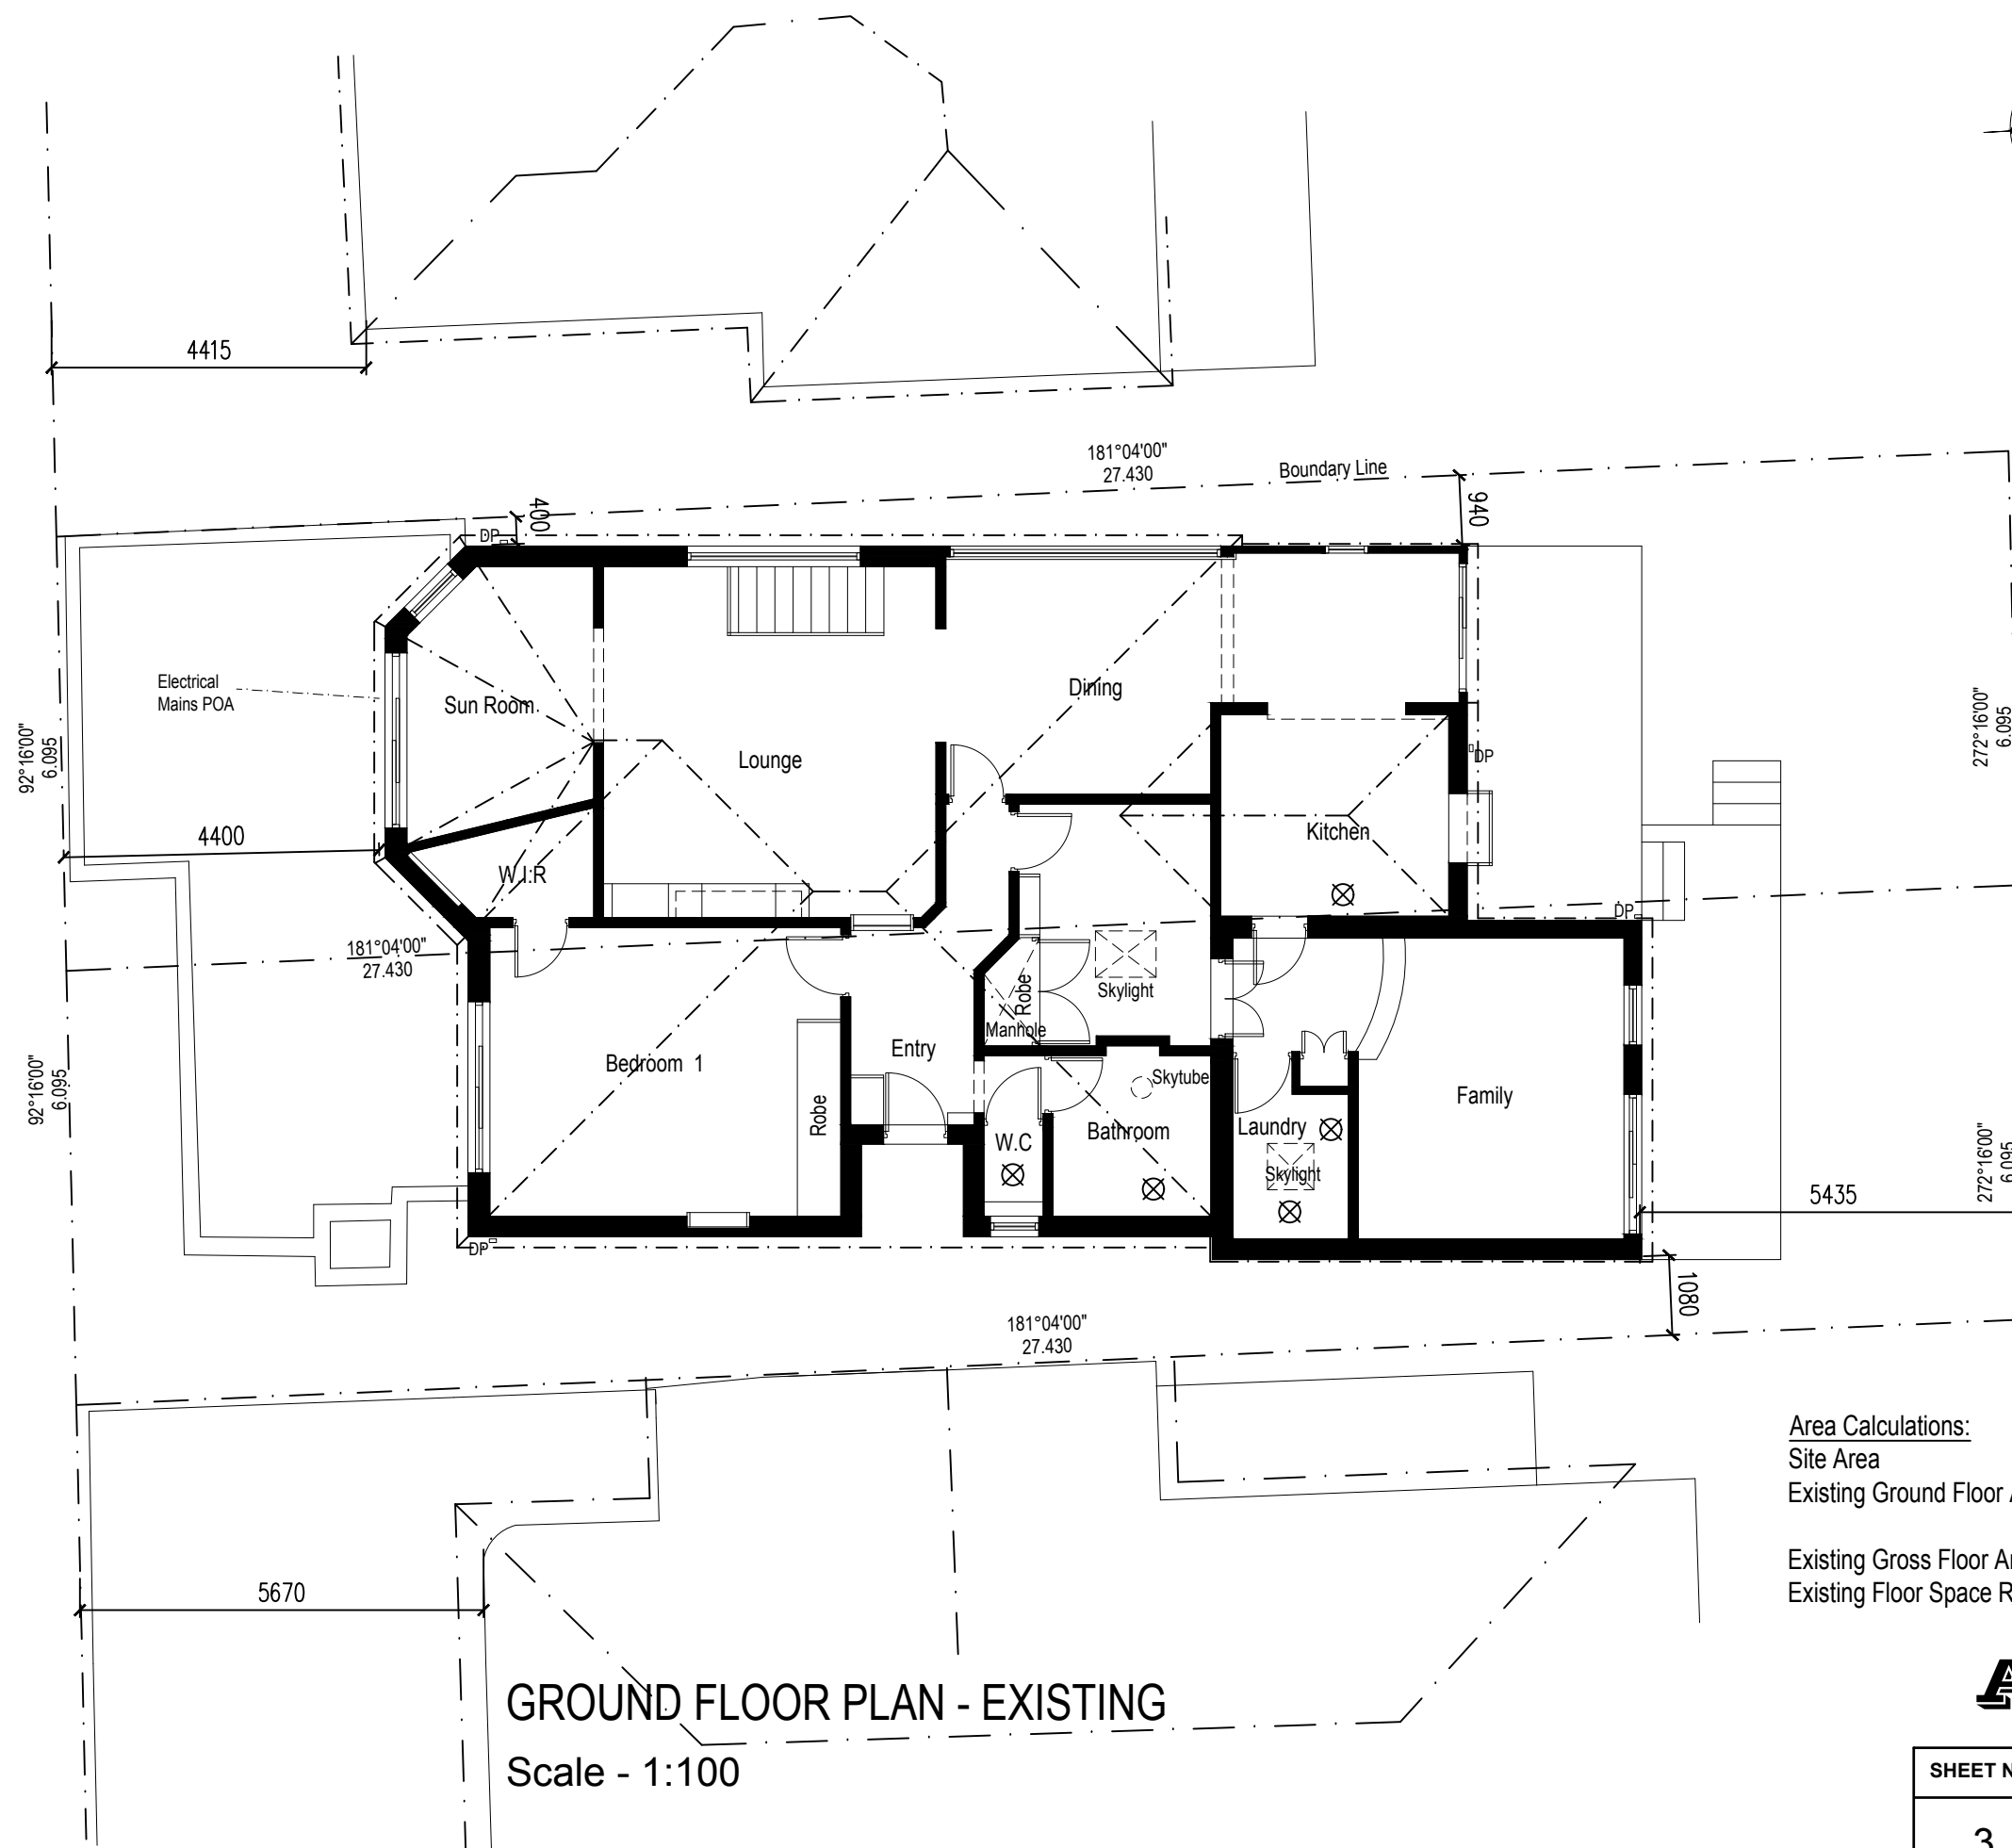 4415
181°04'00"
27.430
Boundary Line
400
940
DP
Electrical
Mains POA
Sun Room
Dining
92°16'00"
6.095
272°16'00"
6.095
Lounge
DP
4400
Kitchen
W.I.R
DP
181°04'00"
27.430
Robe
Skylight
Manhole
Entry
Bedroom 1
Skytube
Family
92°16'00"
6.095
Robe
W.C
Bathroom
Laundry
Skylight
272°16'00"
6.095
5435
DP
1080
181°04'00"
27.430
Area Calculations:
Site Area
Existing Ground Floor
Existing Gross Floor
Existing Floor Space
5670
GROUND FLOOR PLAN - EXISTING
Scale - 1:100
SHEET
3